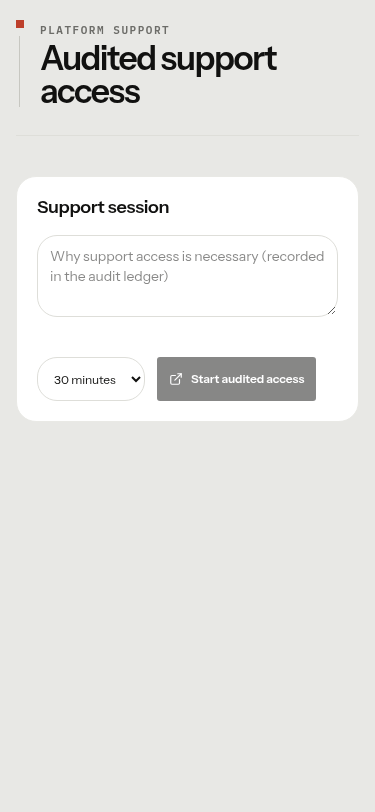 PLATFORM SUPPORT
Audited support
access
Support session
Why support access is necessary (recorded
in the audit ledger)
30 minutes
Start audited access